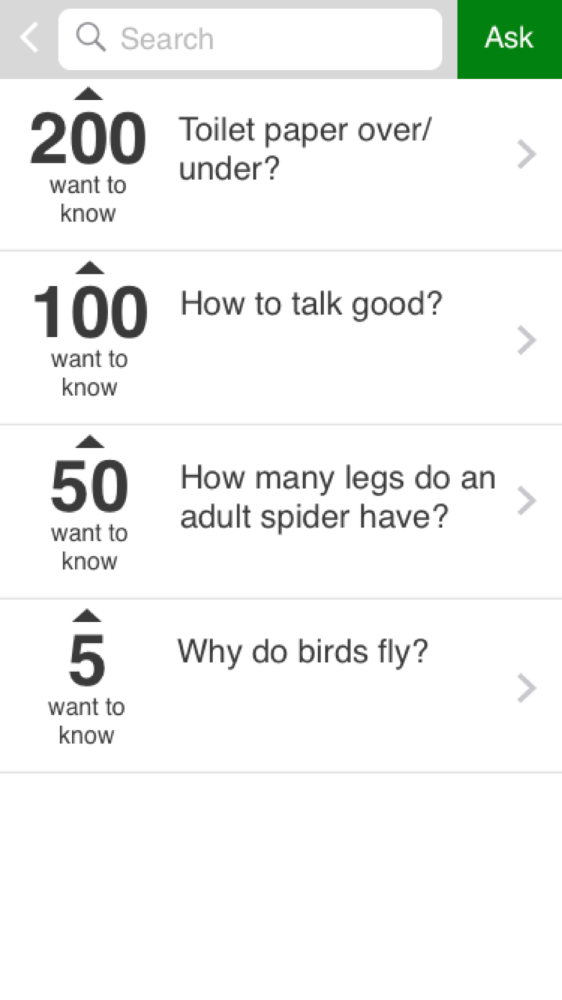 Search
Ask
200
want to
know
Toilet paper over/
under?
100
want to
know
How to talk good?
50
want to
know
How many legs do an
adult spider have?
5
want to
know
Why do birds fly?